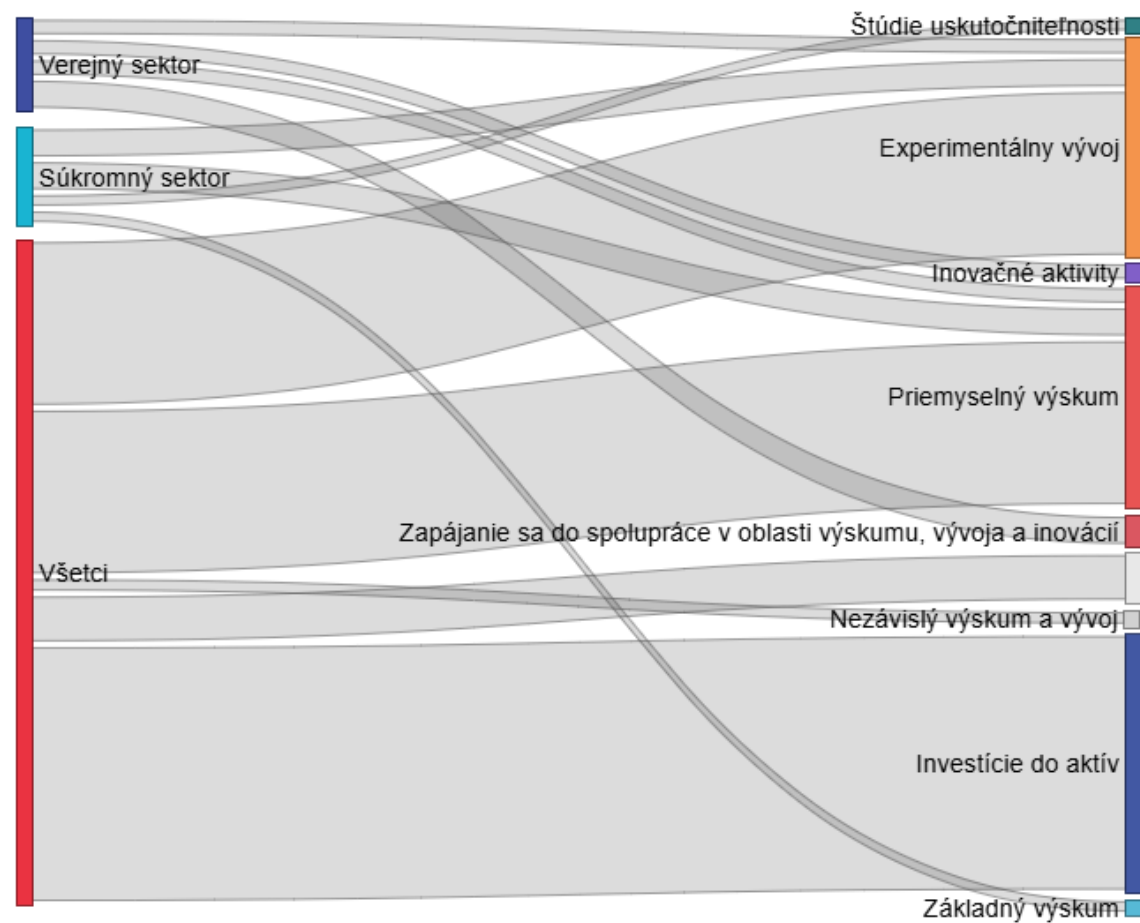 Štúdie uskutočniteľnosti
Verejný sektor
Experimentálny vývoj
Súkromný sektor
Inovačné aktivity
Priemyselný výskum
Zapájanie sa do spolupráce v oblasti výskumu, vývoja a inovácií
Všetci
Nezávislý výskum a vývoj
Investície do aktív
Základný výskum